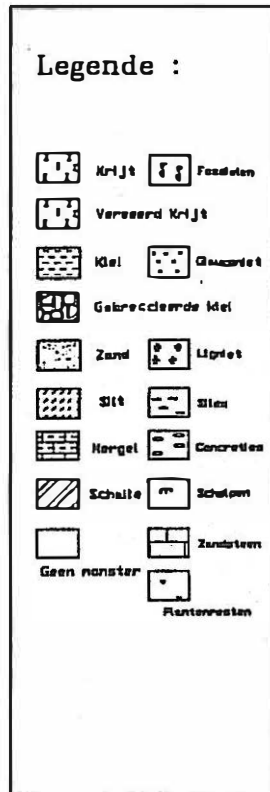 Legende :
Krijt Fossielen
Verweerd Krijt
Klei Glauconiet
Gebreccieerde klei
Zand Ligniet
Silt Silex
Mergel Concreties
Schalie Schelpen
Geen monster Zandsteen
Plantenresten